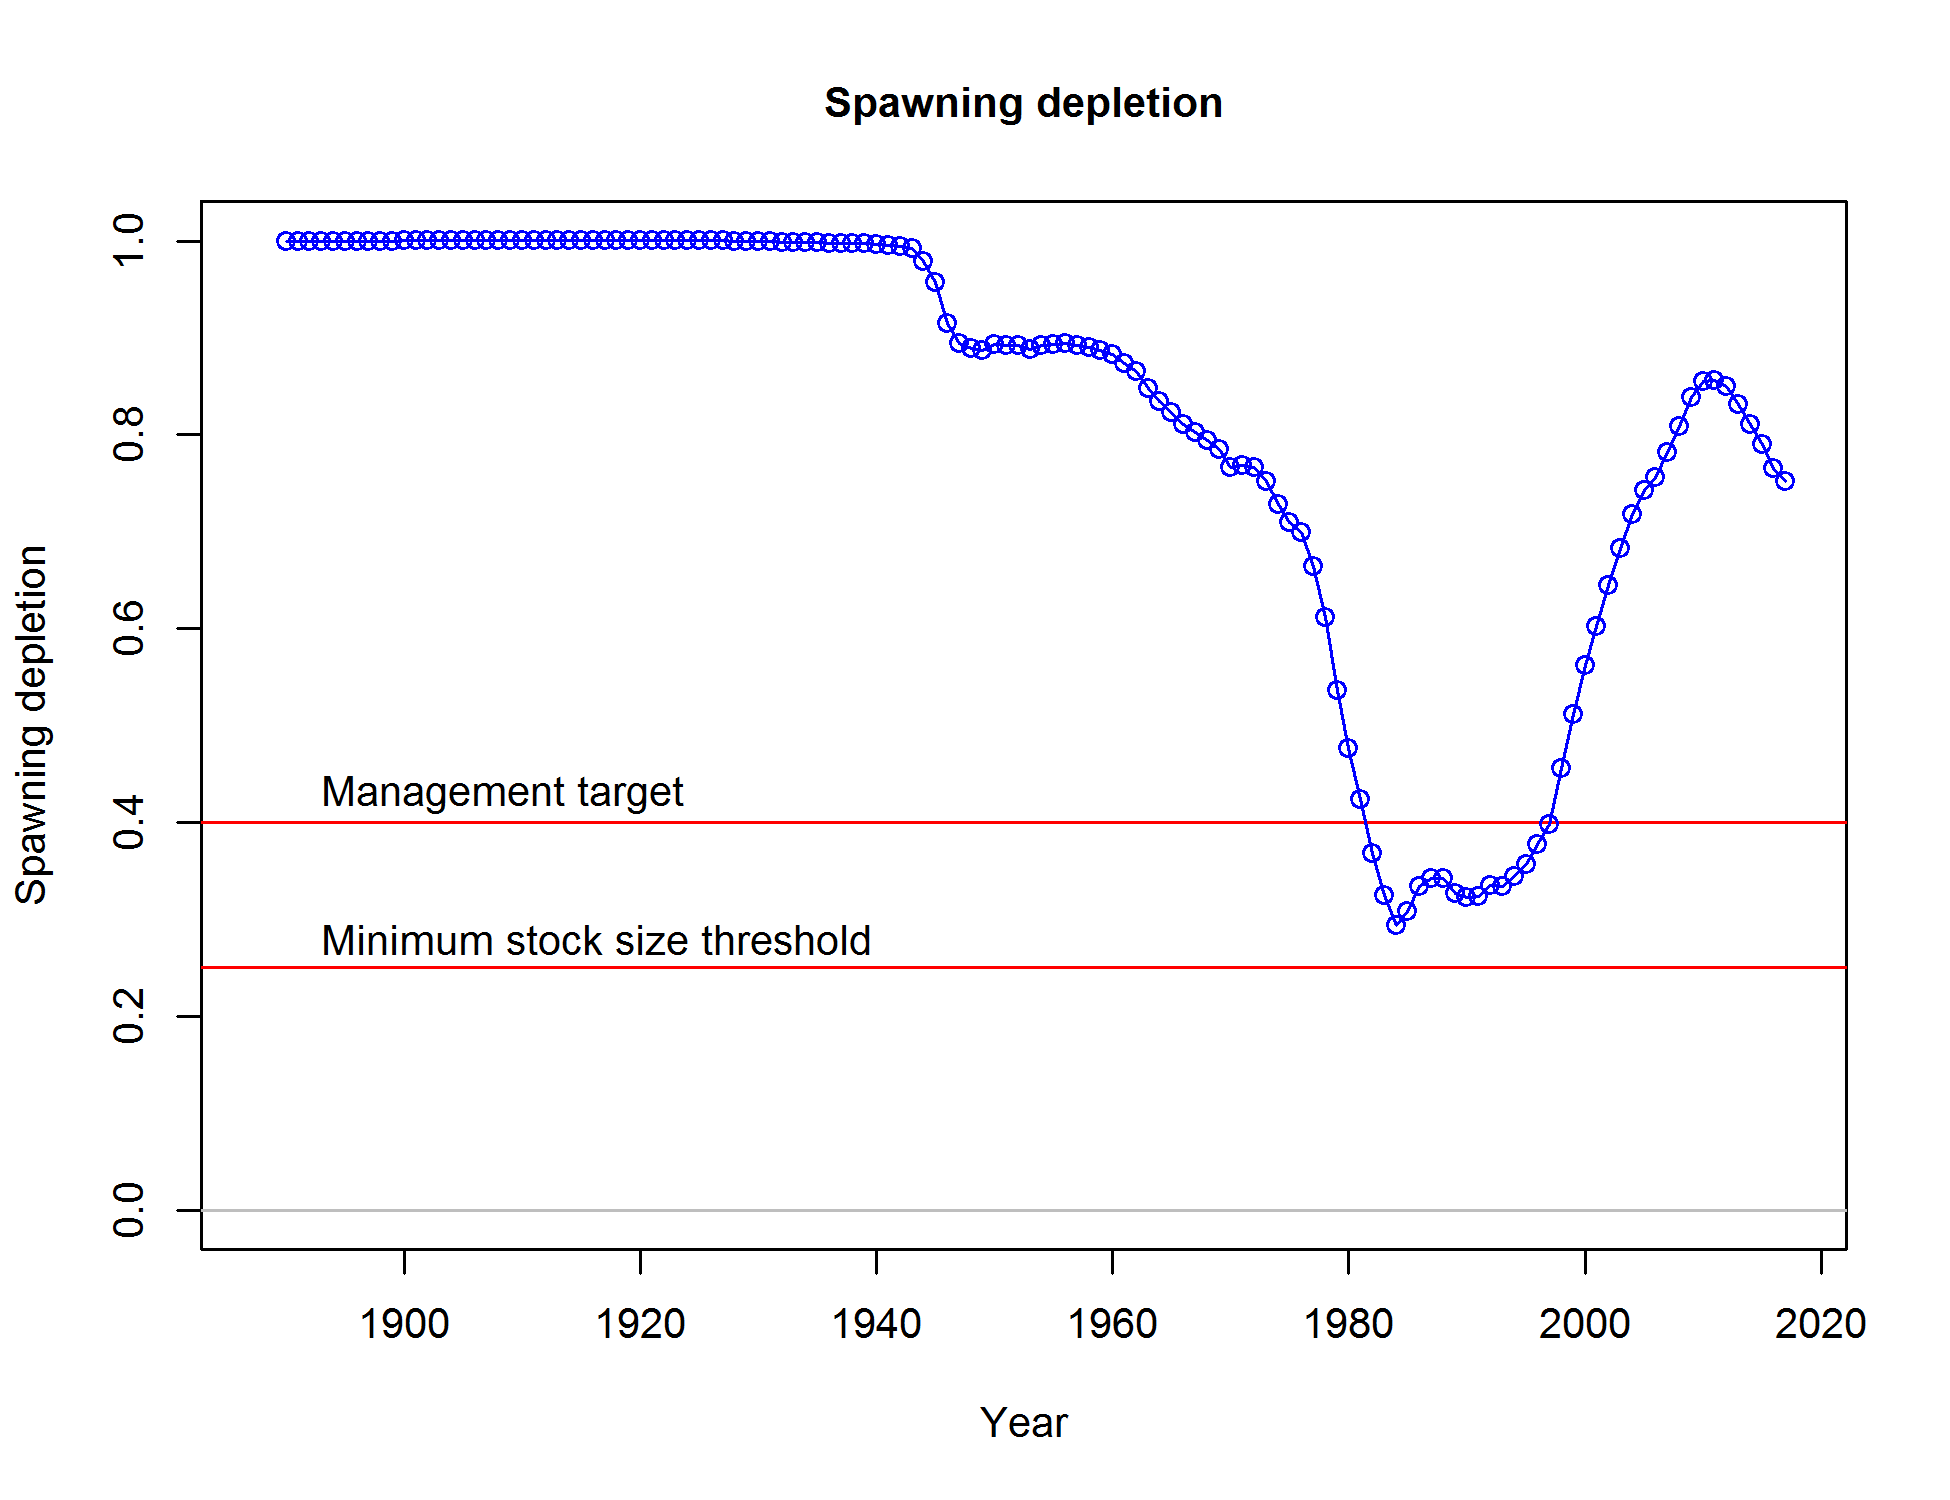 Spawning depletion
1.0
0.8
0.6
0.4
0.2
0.0
Spawning depletion
Management target
Minimum stock size threshold
1900 1920 1940 1960 1980 2000 2020
Year